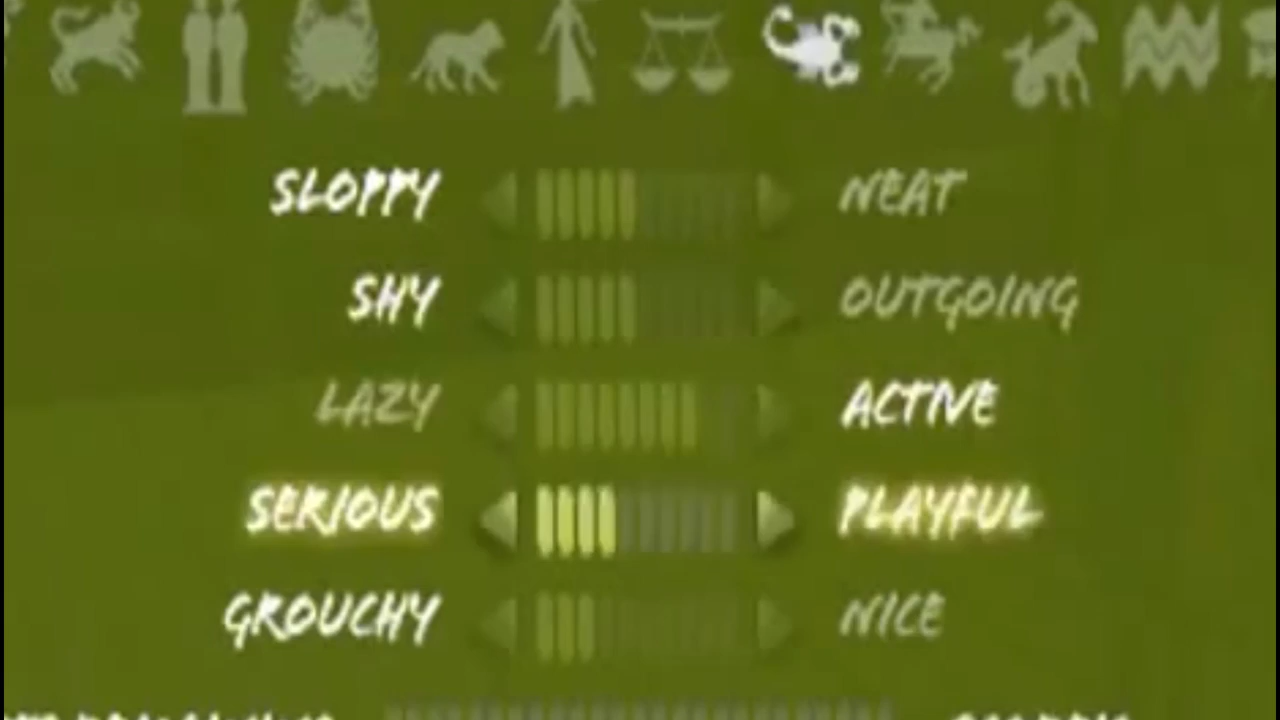 SLOPPY NEAT
SHY OUTGOING
LAZY ACTIVE
SERIOUS PLAYFUL
GROUCHY NICE